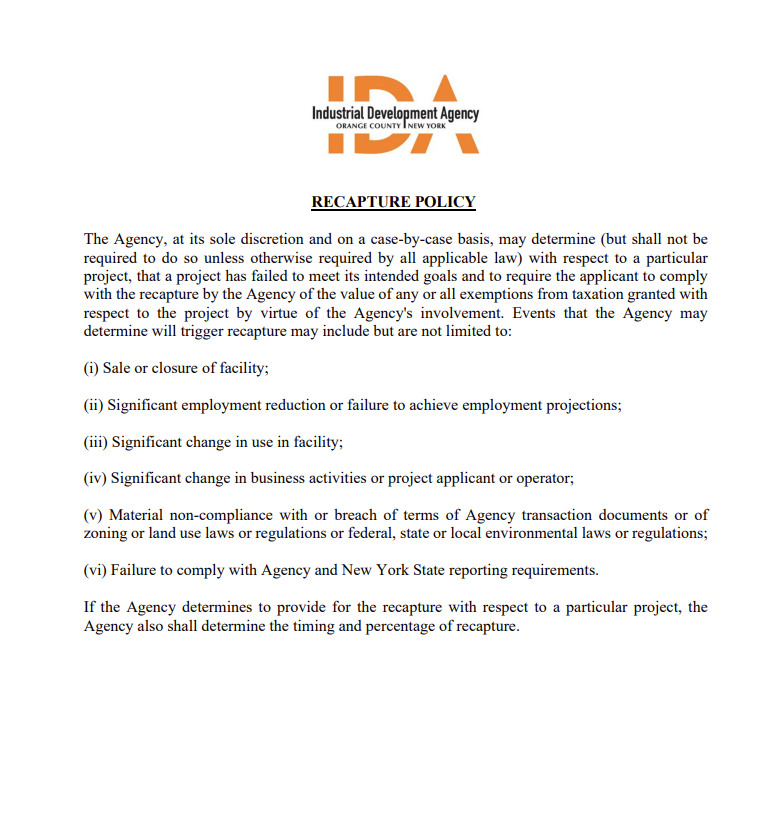 IDA
Industrial Development Agency
ORANGE COUNTY NEW YORK
RECAPTURE POLICY
The Agency, at its sole discretion and on a case-by-case basis, may determine (but shall not be
required to do so unless otherwise required by all applicable law) with respect to a particular
project, that a project has failed to meet its intended goals and to require the applicant to comply
with the recapture by the Agency of the value of any or all exemptions from taxation granted with
respect to the project by virtue of the Agency's involvement. Events that the Agency may
determine will trigger recapture may include but are not limited to:
(i) Sale or closure of facility;
(ii) Significant employment reduction or failure to achieve employment projections;
(iii) Significant change in use in facility;
(iv) Significant change in business activities or project applicant or operator;
(v) Material non-compliance with or breach of terms of Agency transaction documents or of
zoning or land use laws or regulations or federal, state or local environmental laws or regulations;
(vi) Failure to comply with Agency and New York State reporting requirements.
If the Agency determines to provide for the recapture with respect to a particular project, the
Agency also shall determine the timing and percentage of recapture.